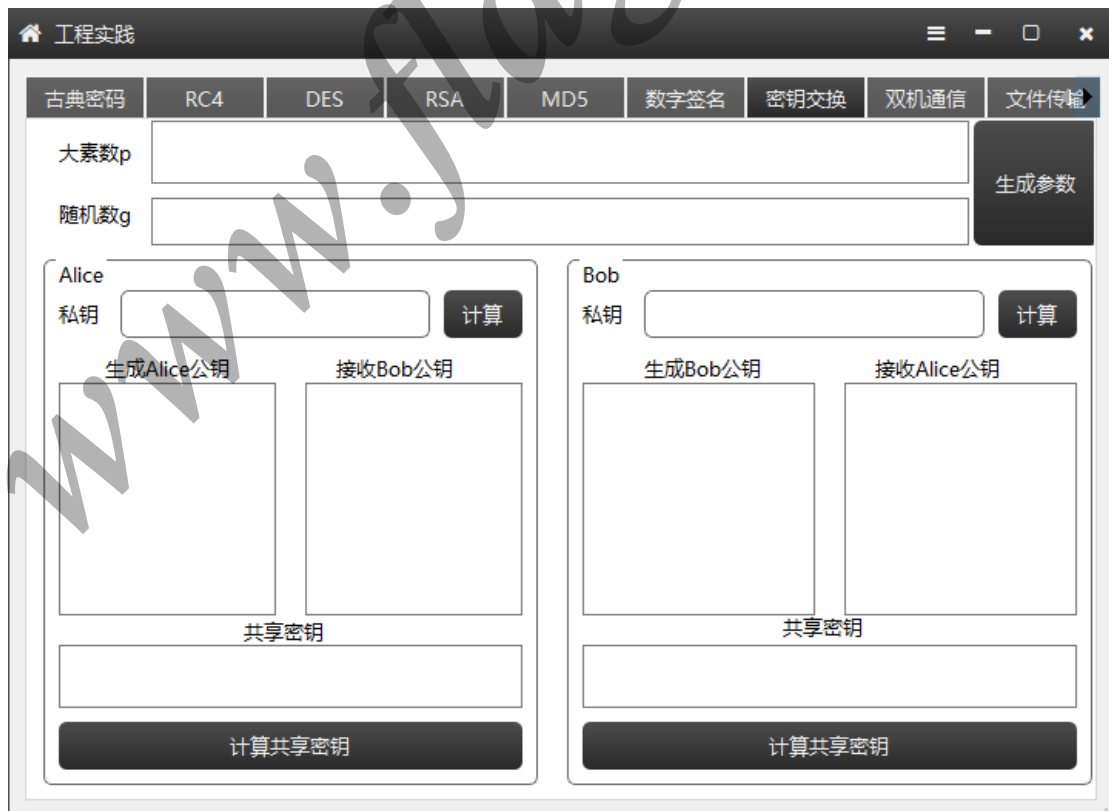 工程实践
古典密码 RC4 DES RSA MD5 数字签名 密钥交换 双机通信 文件传输
大素数p
生成参数
随机数g
Alice
私钥 计算
生成Alice公钥 接收Bob公钥
共享密钥
计算共享密钥
Bob
私钥 计算
生成Bob公钥 接收Alice公钥
共享密钥
计算共享密钥